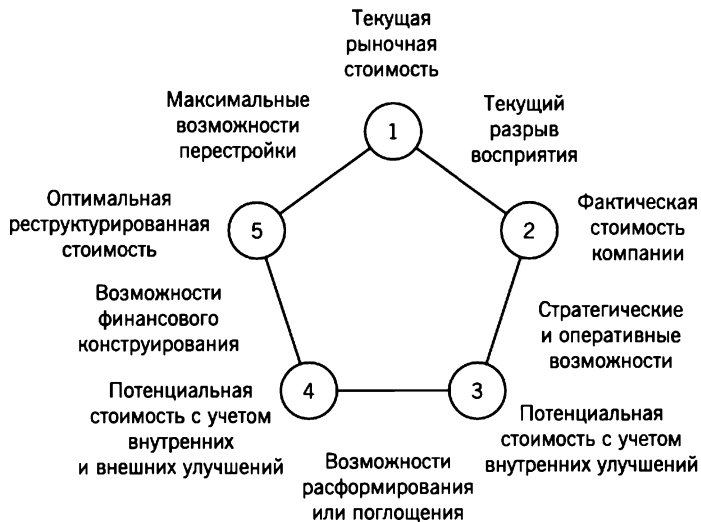 Текущая
рыночная
стоимость
1
Текущий
разрыв
восприятия
2
Фактическая
стоимость
компании
Стратегические
и оперативные
возможности
3
Потенциальная
стоимость с учетом
внутренних улучшений
Возможности
расформирования
или поглощения
4
Потенциальная
стоимость с учетом
внутренних
и внешних улучшений
Возможности
финансового
конструирования
5
Оптимальная
реструктурированная
стоимость
Максимальные
возможности
перестройки